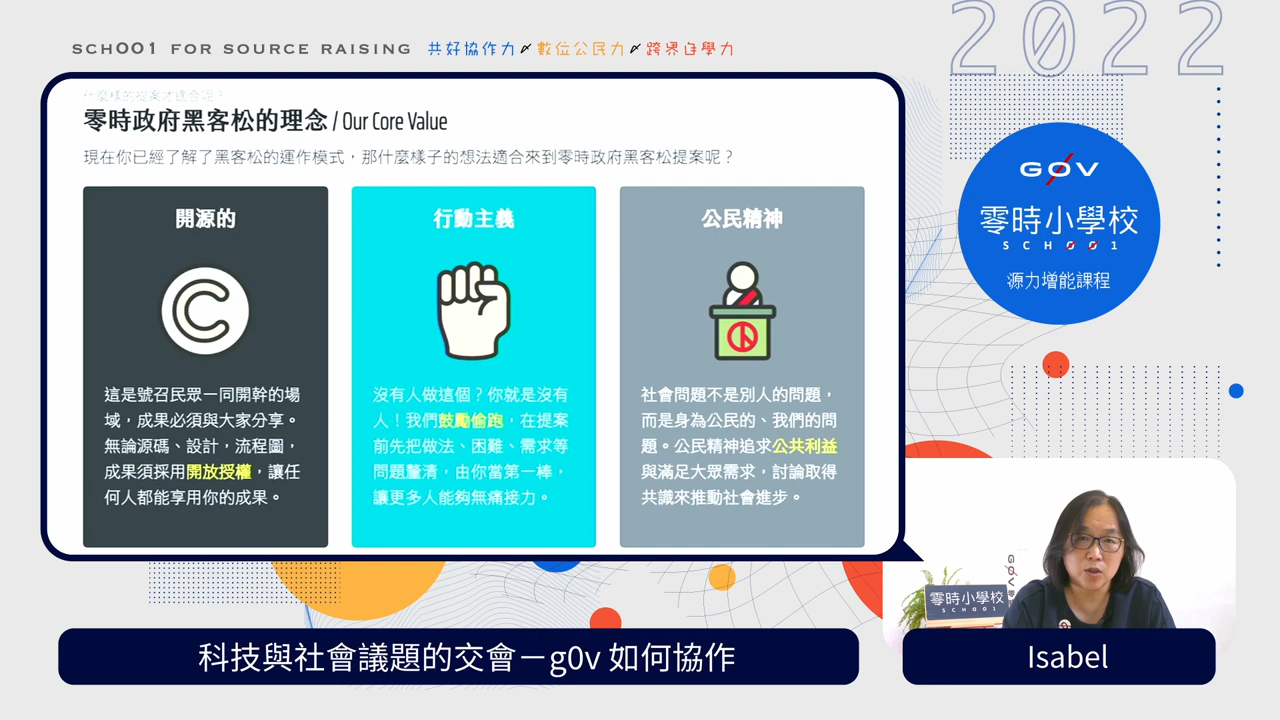 2022
SCHOO1 FOR SOURCE RAISING 共好協作力 數位公民力 跨界自學力
什麼樣的提案才適合呢?
零時政府黑客松的理念 / Our Core Value
現在你已經了解了黑客松的運作模式,那什麼樣子的想法適合來到零時政府黑客松提案呢?
開源的
這是號召民眾一同開幹的場
域,成果必須與大家分享。
無論源碼、設計,流程圖,
成果須採用開放授權,讓任
何人都能享用你的成果。
行動主義
沒有人做這個?你就是沒有
人!我們鼓勵偷跑,在提案
前先把做法、困難、需求等
問題釐清,由你當第一棒,
讓更多人能夠無痛接力。
公民精神
社會問題不是別人的問題,
而是身為公民的、我們的問
題。公民精神追求公共利益
與滿足大眾需求,討論取得
共識來推動社會進步。
G0V
零時小學校
SCH001
源力增能課程
G0V
零時小學校
SCH001
科技與社會議題的交會－g0v 如何協作
Isabel